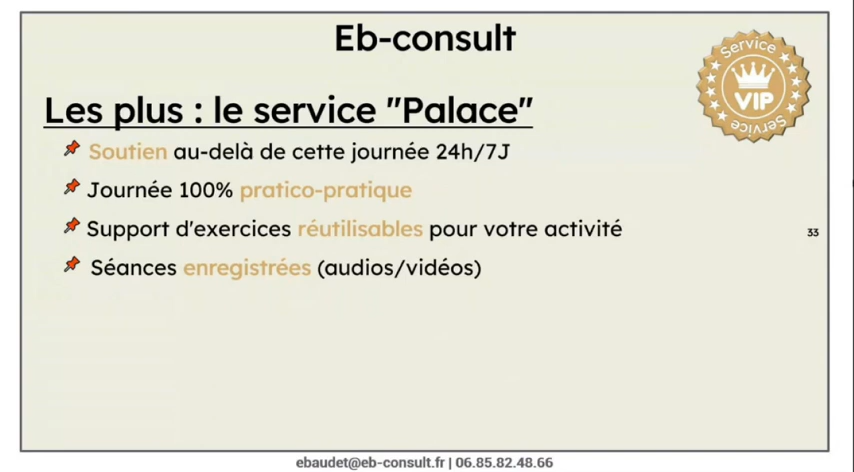 Eb-consult
Service
VIP
Service
Les plus : le service "Palace"
Soutien au-delà de cette journée 24h/7J
Journée 100% pratico-pratique
Support d'exercices réutilisables pour votre activité
33
Séances enregistrées (audios/vidéos)
ebaudet@eb-consult.fr | 06.85.82.48.66